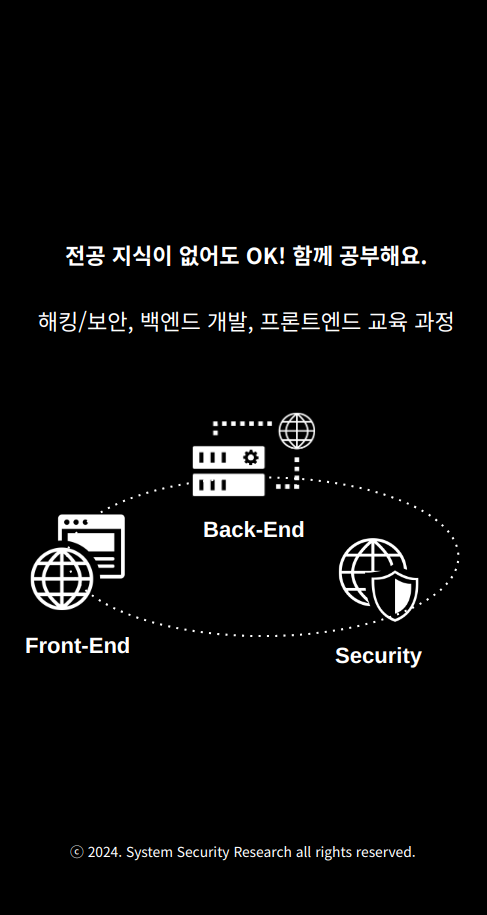 전공 지식이 없어도 OK! 함께 공부해요.
해킹/보안, 백엔드 개발, 프론트엔드 교육 과정
Back-End
Front-End
Security
ⓒ 2024. System Security Research all rights reserved.